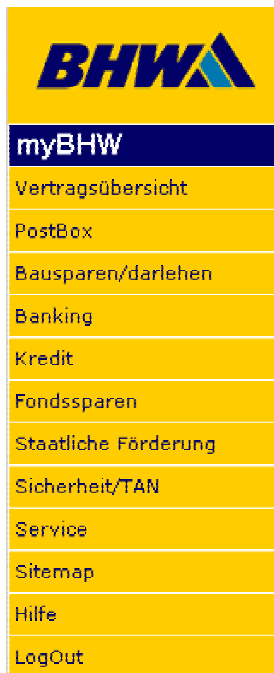 BHW
myBHW
Vertragsübersicht
PostBox
Bausparen/darlehen
Banking
Kredit
Fondssparen
Staatliche Förderung
Sicherheit/TAN
Service
Sitemap
Hilfe
LogOut